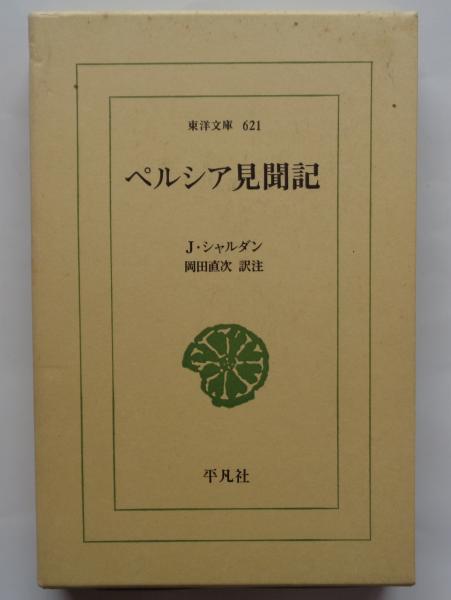 東洋文庫 621
ペルシア見聞記
J・シャルダン
岡田直次 訳注
平凡社